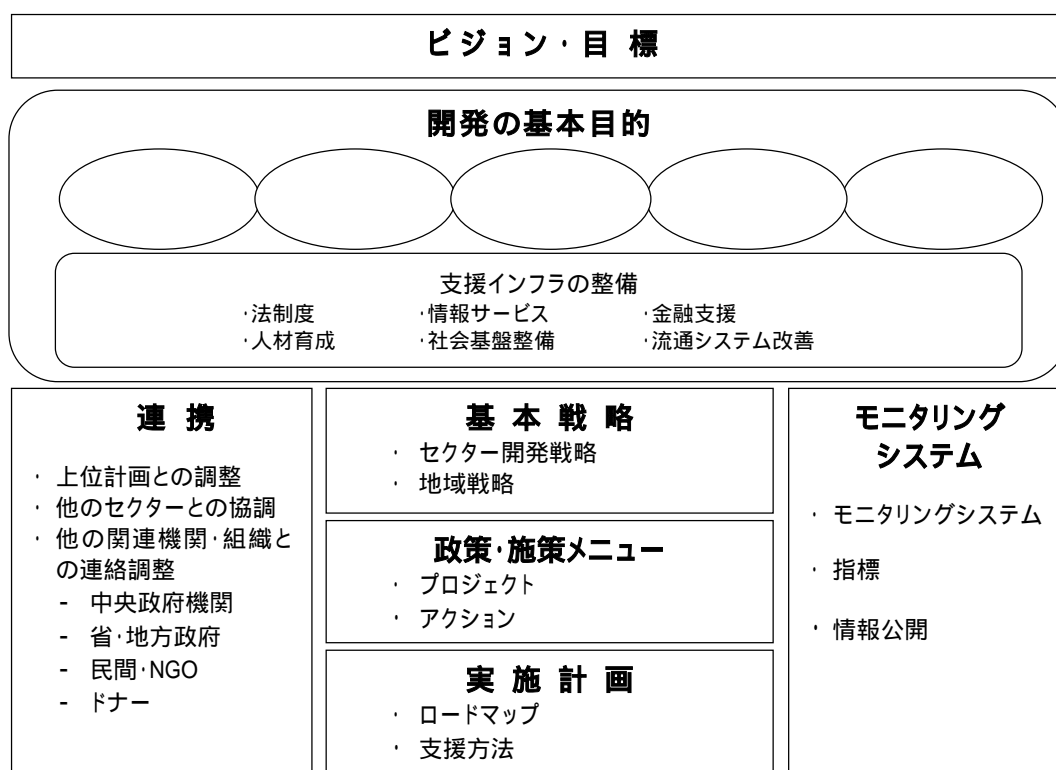 ビジョン・目 標
開発の基本目的
支援インフラの整備
・法制度 ・情報サービス ・金融支援
・人材育成 ・社会基盤整備 ・流通システム改善
連 携
・ 上位計画との調整
・ 他のセクターとの協調
・ 他の関連機関・組織と
の連絡調整
- 中央政府機関
- 省・地方政府
- 民間・NGO
- ドナー
基 本 戦 略
・ セクター開発戦略
・ 地域戦略
政策・施策メニュー
・ プロジェクト
・ アクション
実 施 計 画
・ ロードマップ
・ 支援方法
モニタリング
システム
・ モニタリングシステム
・ 指標
・ 情報公開